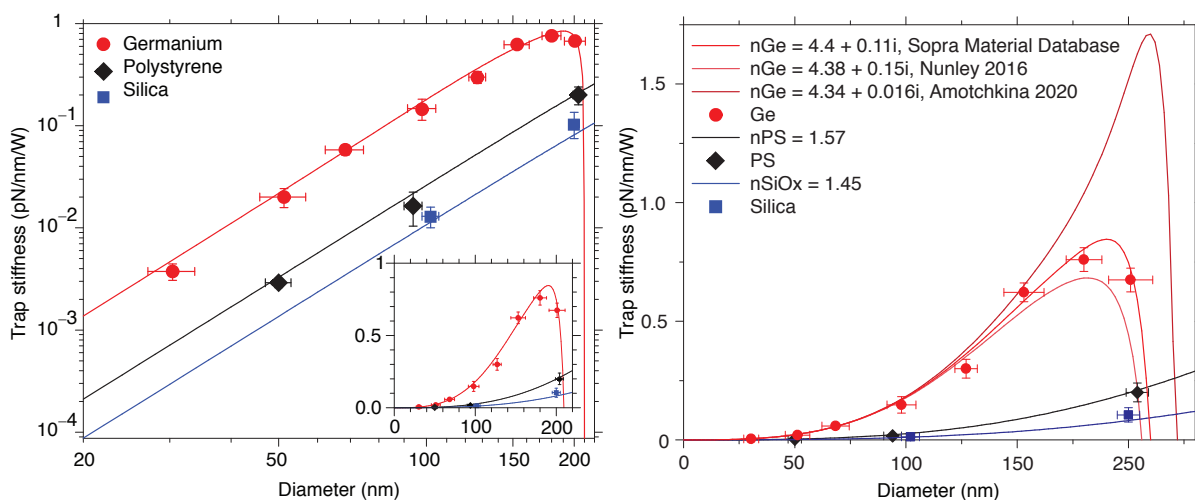 1
10⁻¹
10⁻²
10⁻³
10⁻⁴
Trap stiffness (pN/nm/W)
Germanium
Polystyrene
Silica
1
0.5
0.0
0 100 200
20 50 100 150 200
Diameter (nm)
1.5
1
0.5
0
Trap stiffness (pN/nm/W)
nGe = 4.4 + 0.11i, Sopra Material Database
nGe = 4.38 + 0.15i, Nunley 2016
nGe = 4.34 + 0.016i, Amotchkina 2020
Ge
nPS = 1.57
PS
nSiOx = 1.45
Silica
0 50 100 150 250
Diameter (nm)